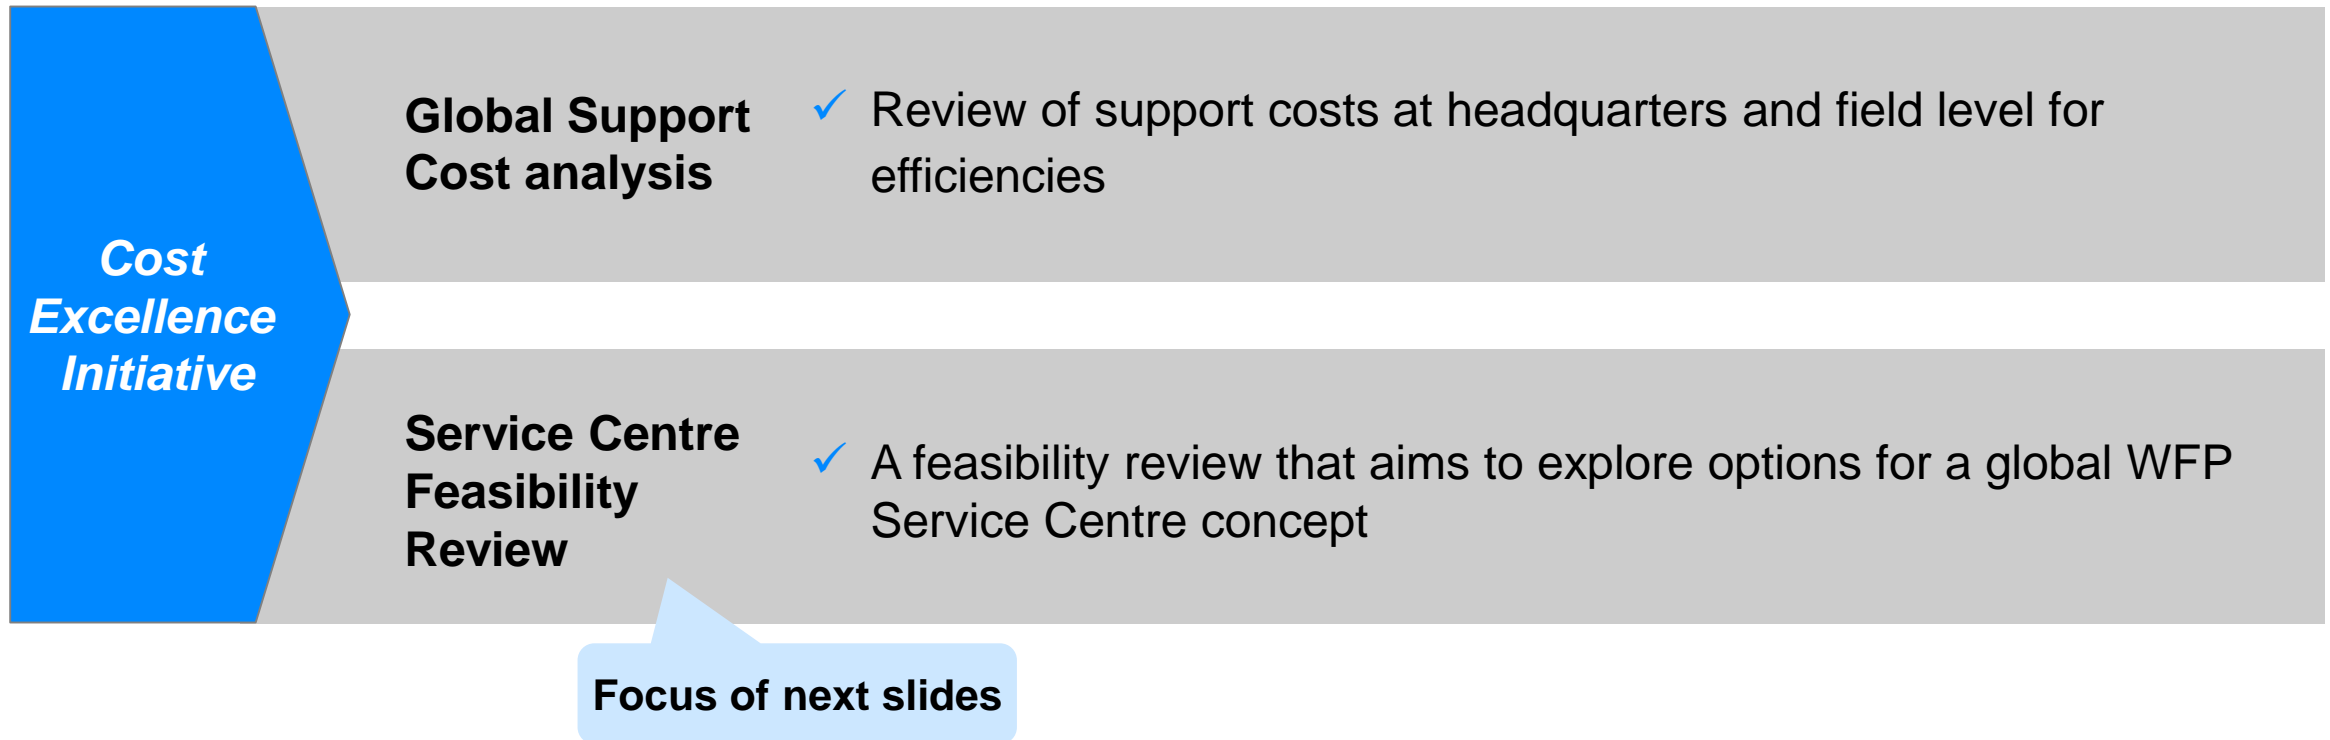 Cost
Excellence
Initiative
Global Support
Cost analysis
✓ Review of support costs at headquarters and field level for
efficiencies
Service Centre
Feasibility
Review
✓ A feasibility review that aims to explore options for a global WFP
Service Centre concept
Focus of next slides